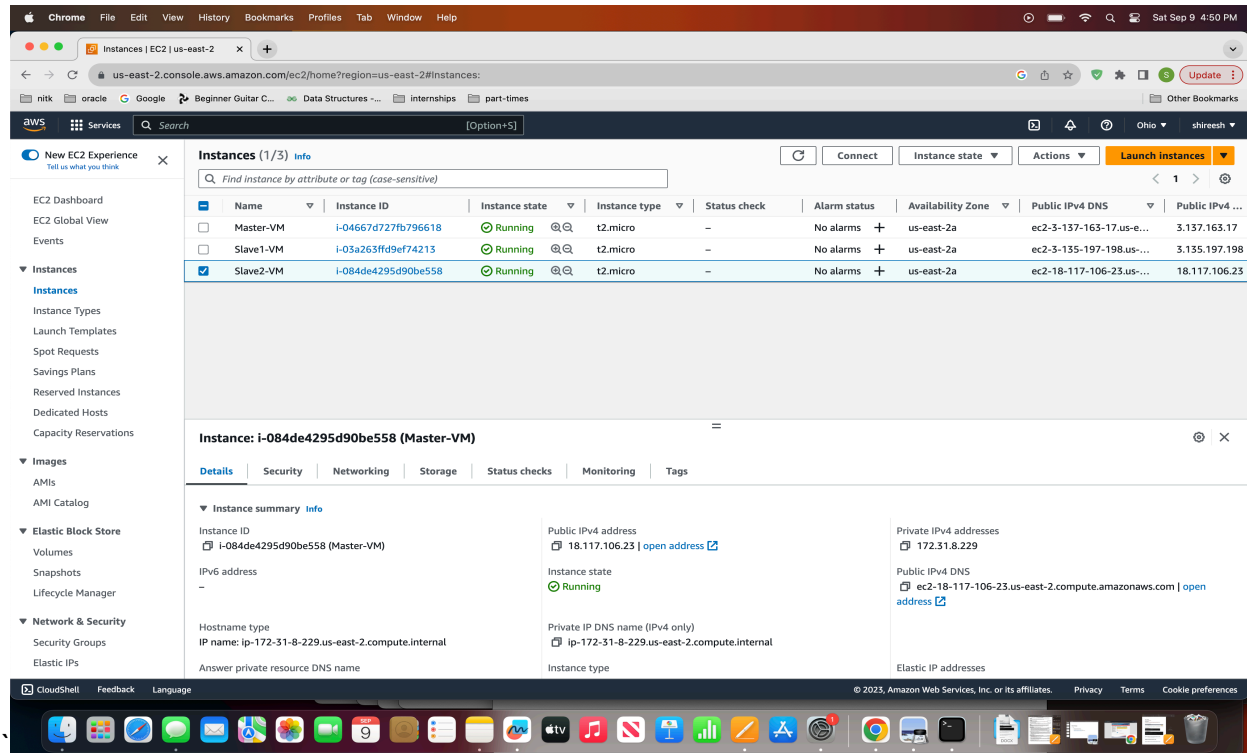 Chrome File Edit View History Bookmarks Profiles Tab Window Help Sat Sep 9 4:50 PM
Instances | EC2 | us-east-2
us-east-2.console.aws.amazon.com/ec2/home?region=us-east-2#Instances:
Update
nitk oracle Google Beginner Guitar C... Data Structures -... internships part-times Other Bookmarks
aws Services Search [Option+S] Ohio shireesh
New EC2 Experience
Tell us what you think
EC2 Dashboard
EC2 Global View
Events
Instances
Instances
Instance Types
Launch Templates
Spot Requests
Savings Plans
Reserved Instances
Dedicated Hosts
Capacity Reservations
Images
AMIs
AMI Catalog
Elastic Block Store
Volumes
Snapshots
Lifecycle Manager
Network & Security
Security Groups
Elastic IPs
Instances (1/3) Info Connect Instance state Actions Launch instances
Find instance by attribute or tag (case-sensitive) 1
Name Instance ID Instance state Instance type Status check Alarm status Availability Zone Public IPv4 DNS Public IPv4 ...
Master-VM i-04667d727fb796618 Running t2.micro – No alarms + us-east-2a ec2-3-137-163-17.us-e... 3.137.163.17
Slave1-VM i-03a263ffd9ef74213 Running t2.micro – No alarms + us-east-2a ec2-3-135-197-198.us-... 3.135.197.198
Slave2-VM i-084de4295d90be558 Running t2.micro – No alarms + us-east-2a ec2-18-117-106-23.us-... 18.117.106.23
Instance: i-084de4295d90be558 (Master-VM)
Details Security Networking Storage Status checks Monitoring Tags
Instance summary Info
Instance ID Public IPv4 address Private IPv4 addresses
i-084de4295d90be558 (Master-VM) 18.117.106.23 | open address 172.31.8.229
IPv6 address Instance state Public IPv4 DNS
– Running ec2-18-117-106-23.us-east-2.compute.amazonaws.com | open
address
Hostname type Private IP DNS name (IPv4 only)
IP name: ip-172-31-8-229.us-east-2.compute.internal ip-172-31-8-229.us-east-2.compute.internal
Answer private resource DNS name Instance type Elastic IP addresses
CloudShell Feedback Language © 2023, Amazon Web Services, Inc. or its affiliates. Privacy Terms Cookie preferences
SEP
9
tv
1